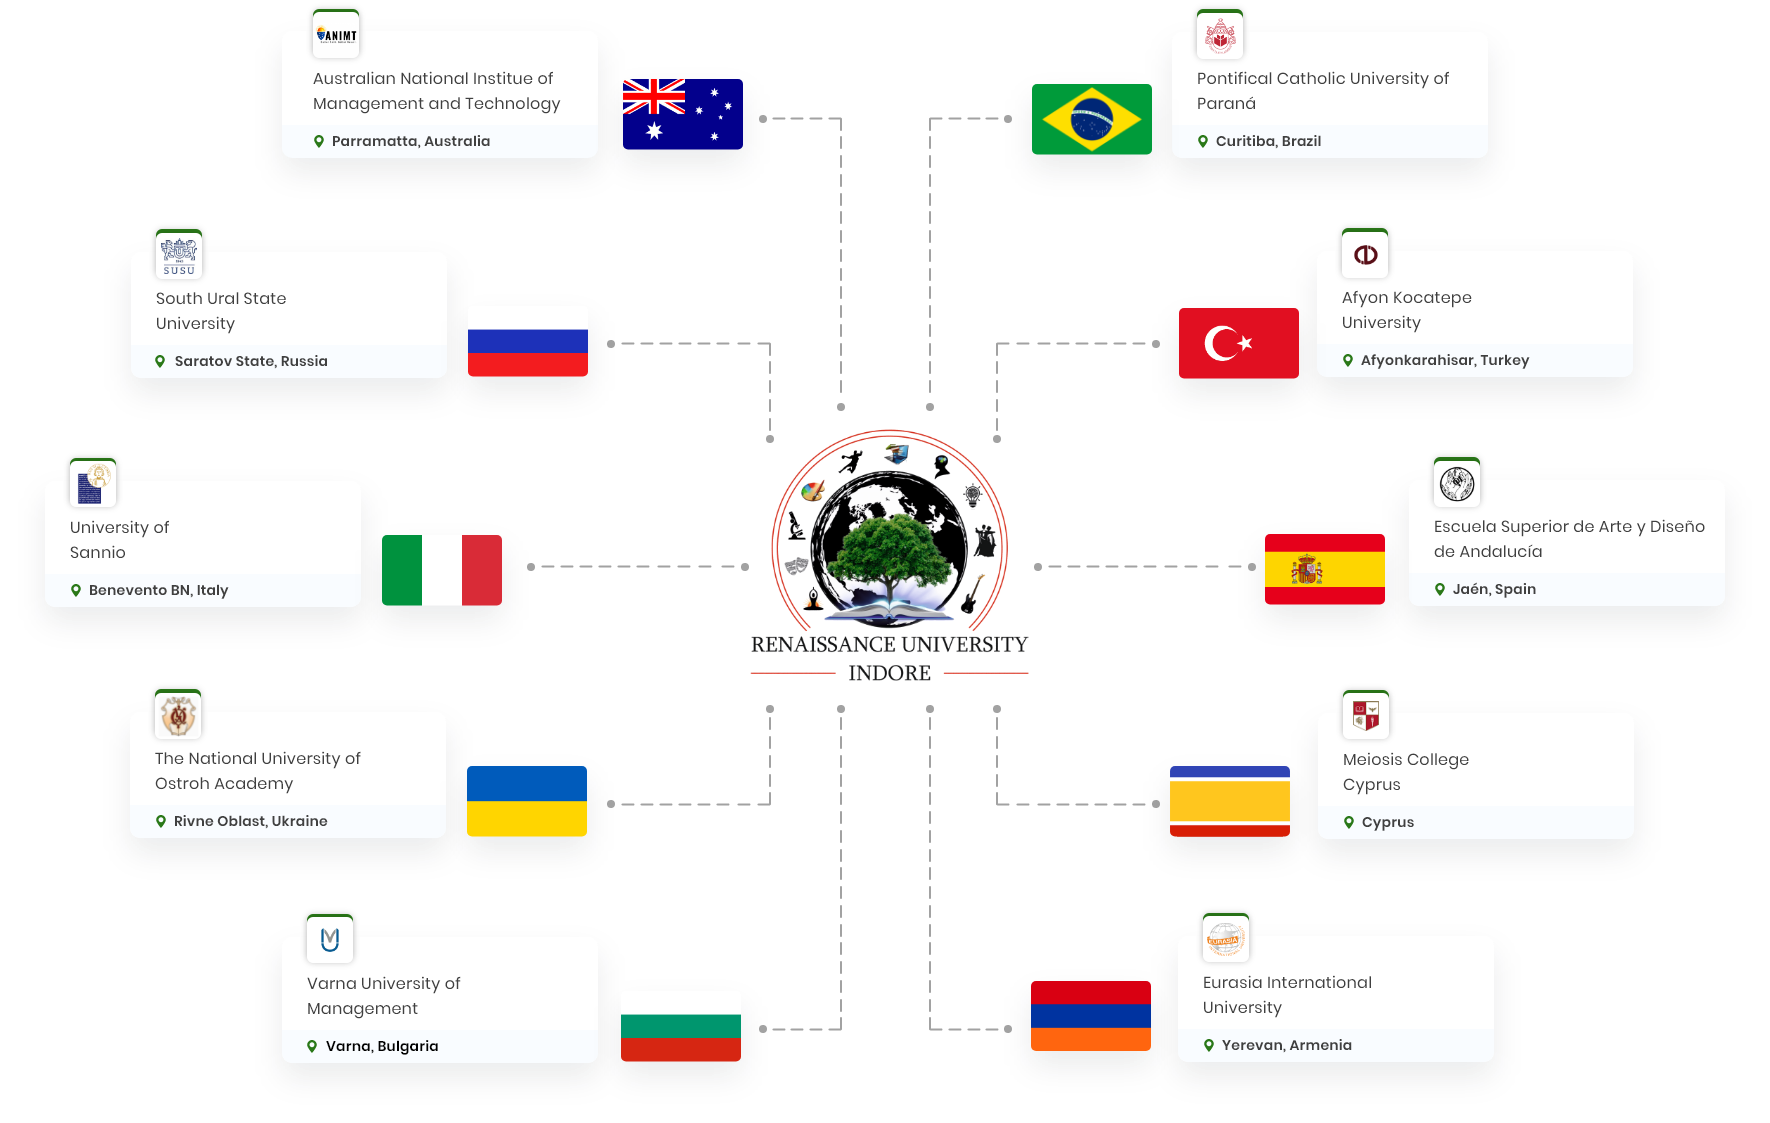 ANIMT
Australian National Institue of
Management and Technology
Parramatta, Australia
Pontifical Catholic University of
Paraná
Curitiba, Brazil
SUSU
South Ural State
University
Saratov State, Russia
Afyon Kocatepe
University
Afyonkarahisar, Turkey
University of
Sannio
Benevento BN, Italy
Escuela Superior de Arte y Diseño
de Andalucía
Jaén, Spain
RENAISSANCE UNIVERSITY
INDORE
The National University of
Ostroh Academy
Rivne Oblast, Ukraine
Meiosis College
Cyprus
Cyprus
Varna University of
Management
Varna, Bulgaria
EURASIA
Eurasia International
University
Yerevan, Armenia